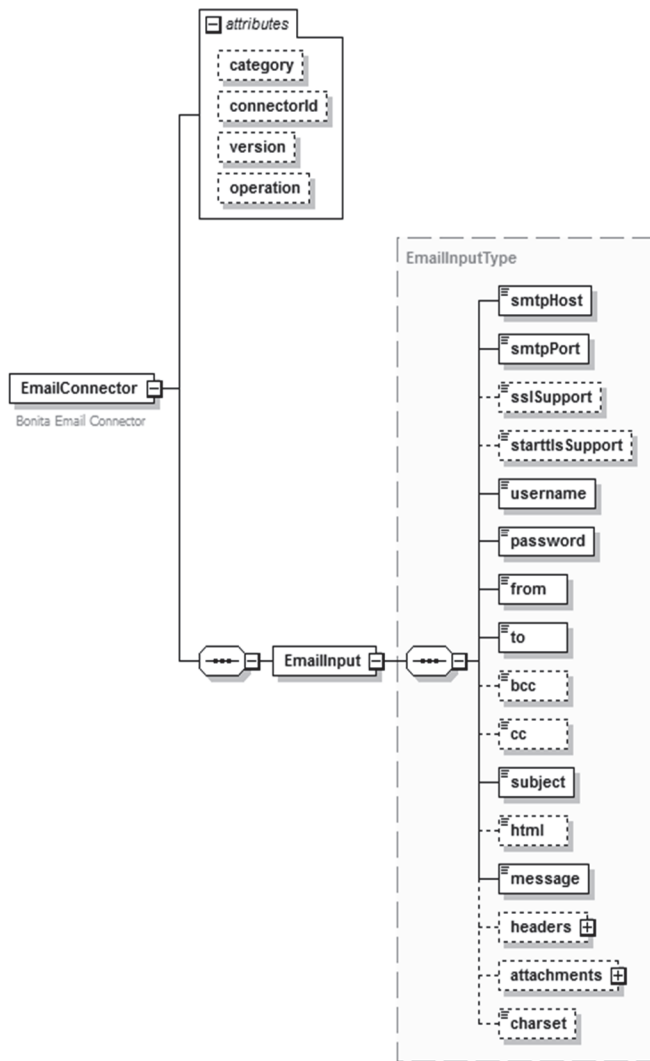 attributes
category
connectorId
version
operation
EmailInputType
smtpHost
smtpPort
sslSupport
starttlsSupport
EmailConnector
Bonita Email Connector
username
password
from
to
EmailInput
bcc
cc
subject
html
message
headers
attachments
charset